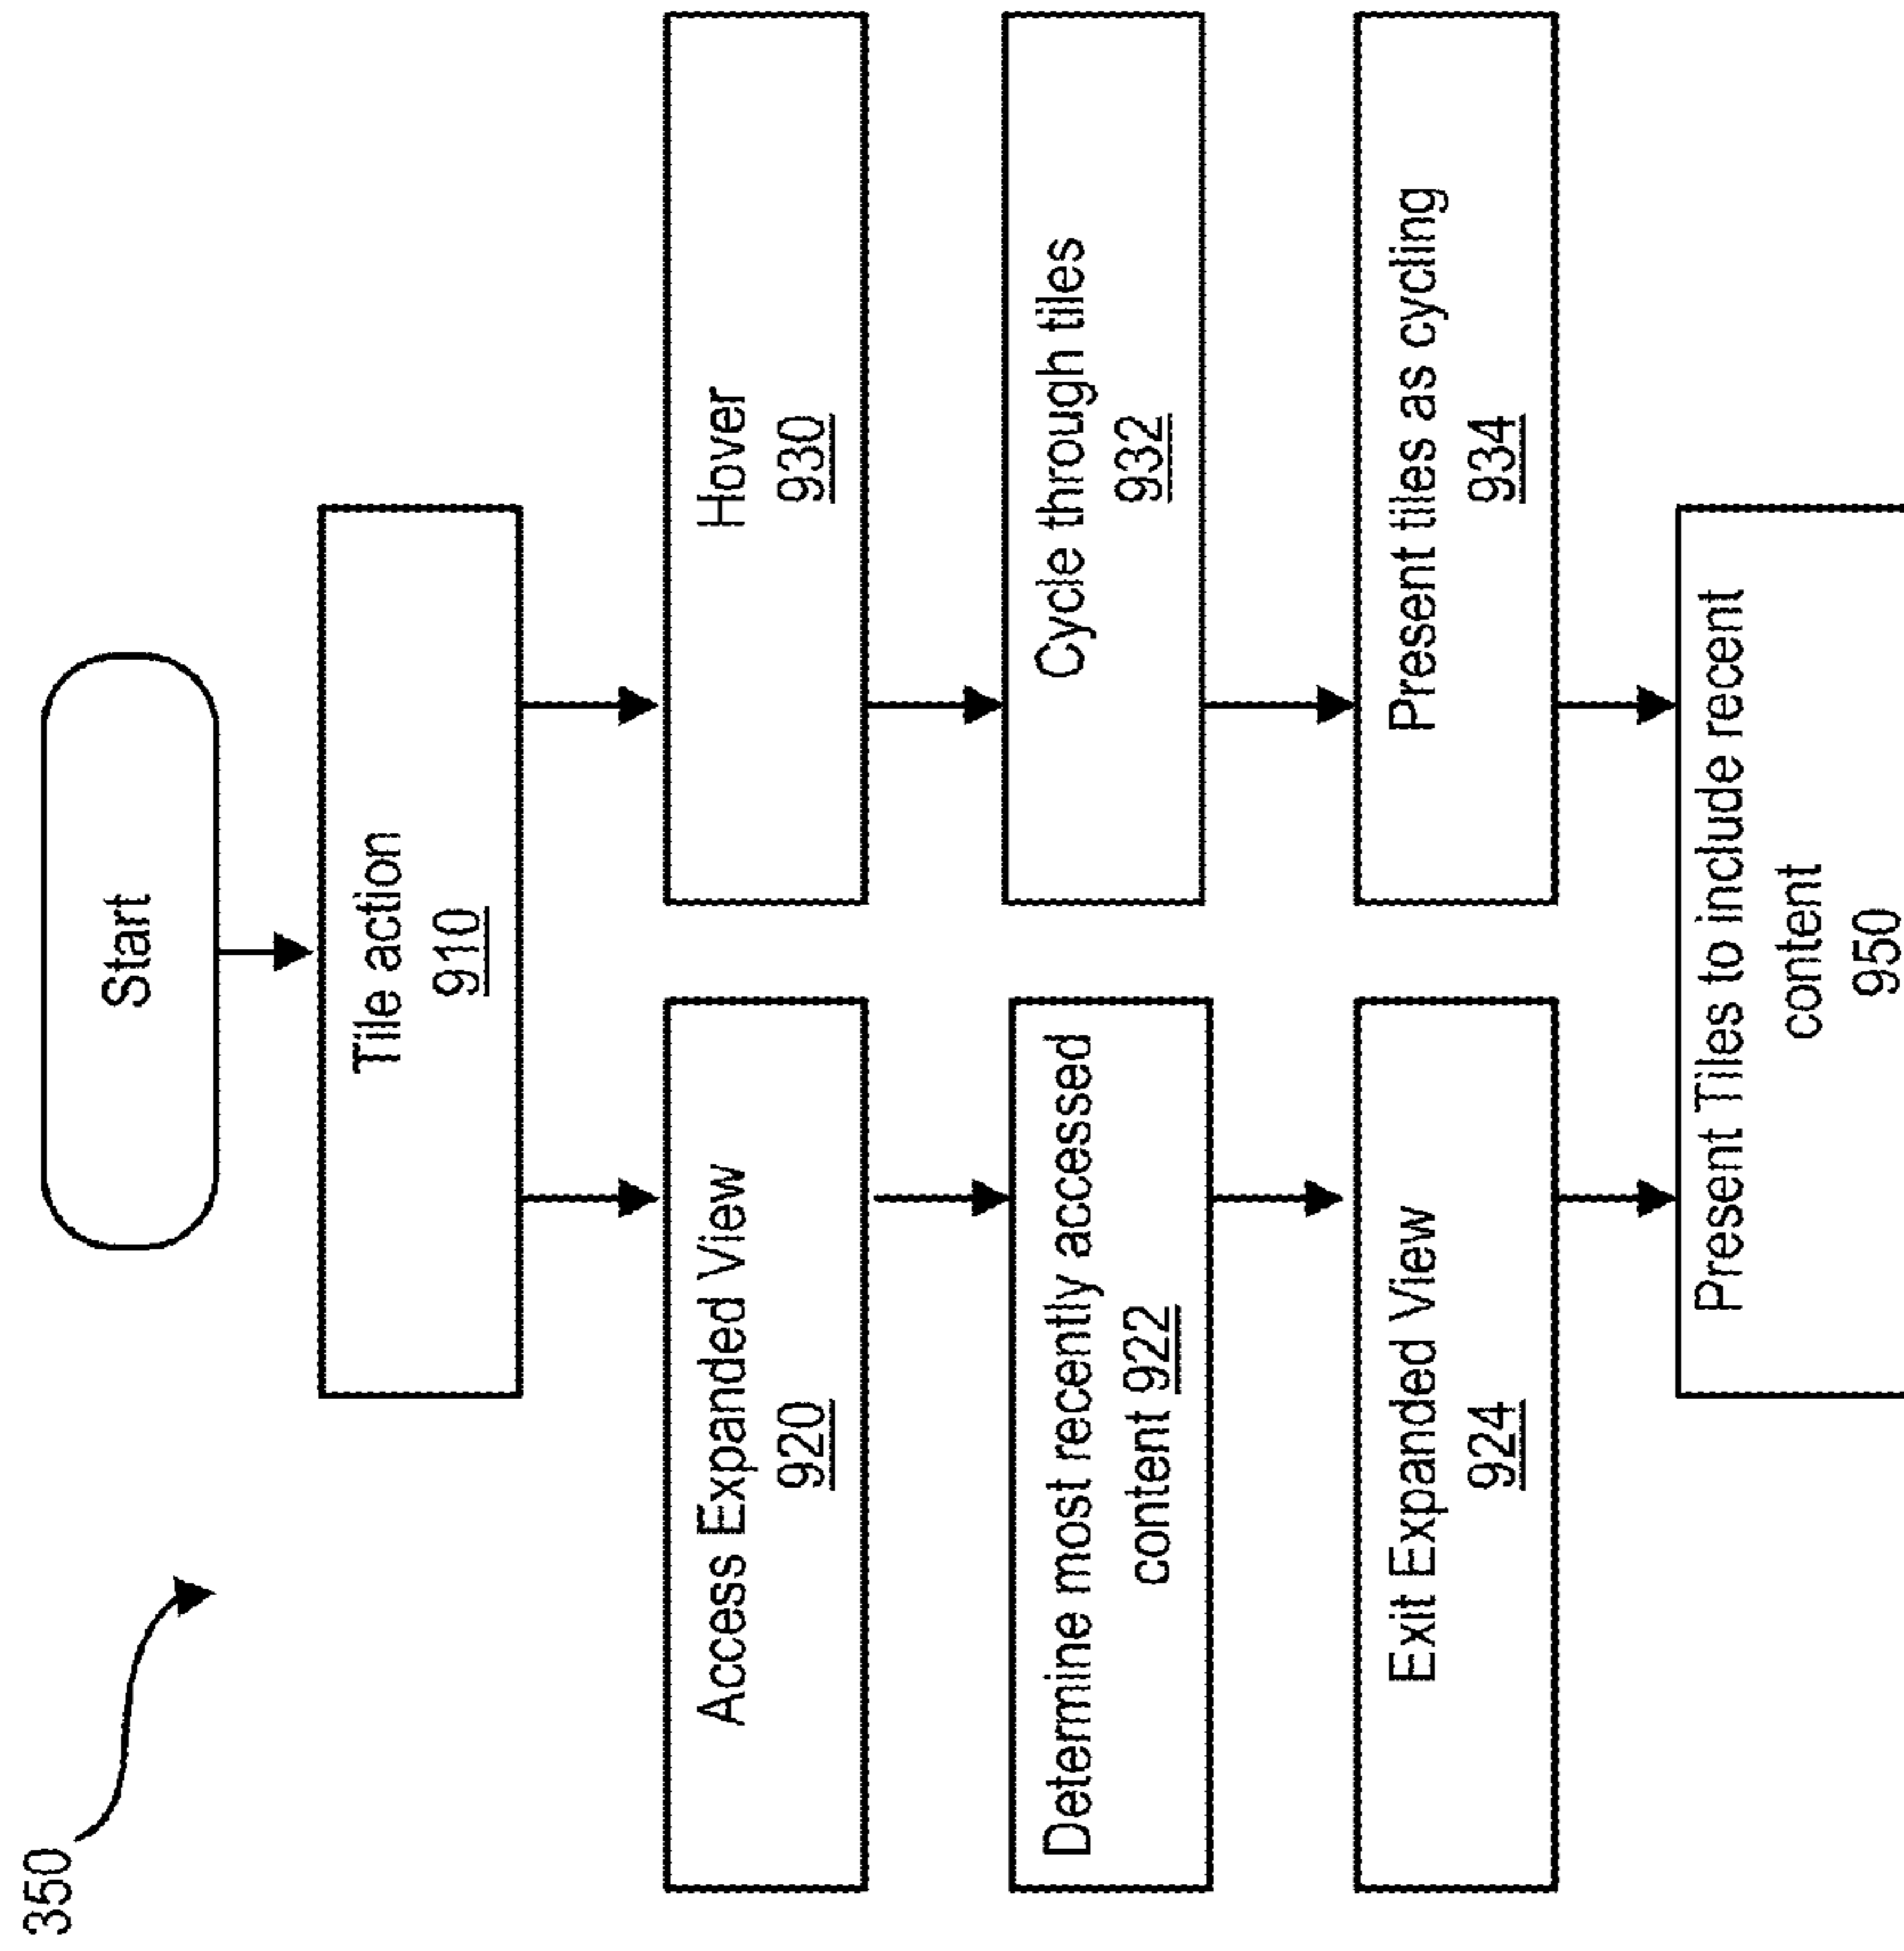 350
Start
Tile action
910
Access Expanded View
920
Determine most recently accessed
content 922
Exit Expanded View
924
Hover
930
Cycle through tiles
932
Present tiles as cycling
934
Present Tiles to include recent
content
950